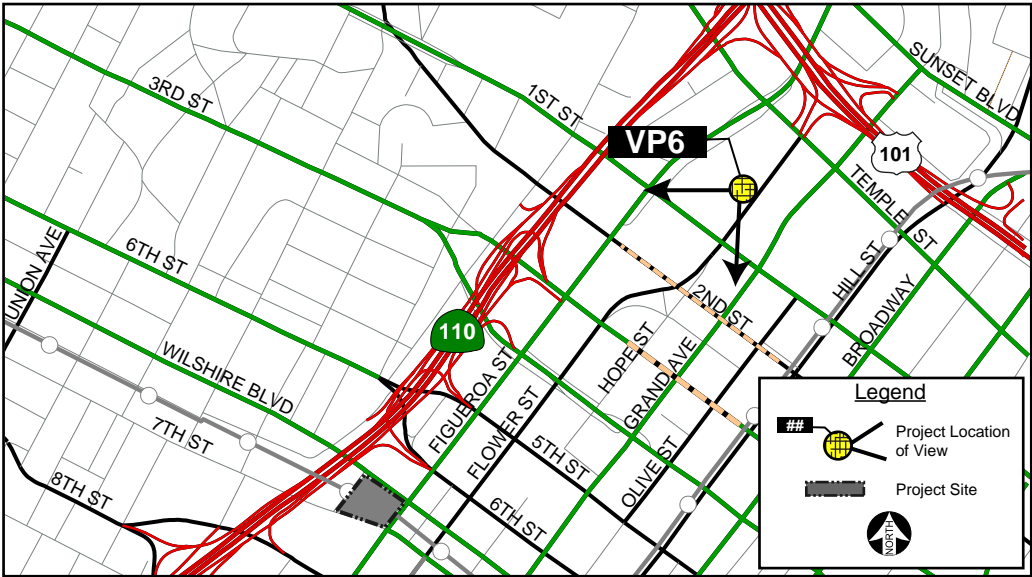 SUNSET BLVD
3RD ST
1ST ST
VP6
101
TEMPLE ST
6TH ST
UNION AVE
HILL ST
2ND ST
BROADWAY
110
HOPE ST
GRAND AVE
WILSHIRE BLVD
FIGUEROA ST
FLOWER ST
7TH ST
5TH ST
OLIVE ST
8TH ST
6TH ST
Legend
##
Project Location
of View
Project Site
NORTH